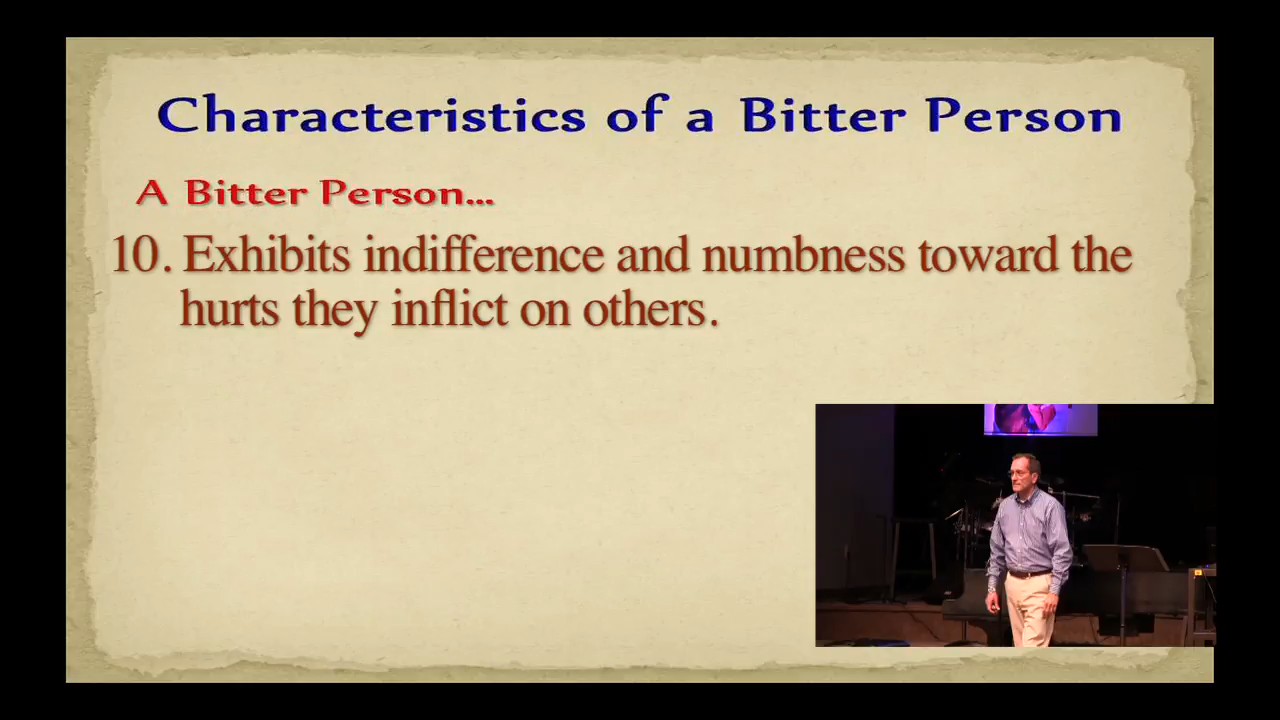 Characteristics of a Bitter Person
A Bitter Person...
10. Exhibits indifference and numbness toward the
hurts they inflict on others.